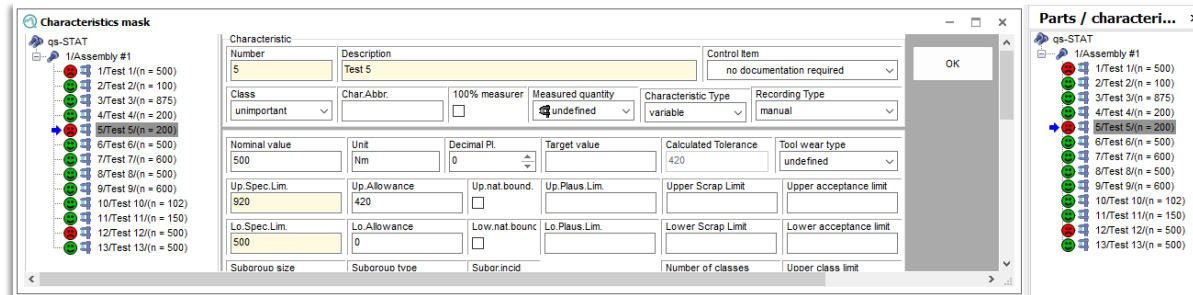 Characteristics mask
qs-STAT
1/Assembly #1
1/Test 1/(n = 500)
2/Test 2/(n = 100)
3/Test 3/(n = 875)
4/Test 4/(n = 200)
5/Test 5/(n = 200)
6/Test 6/(n = 500)
7/Test 7/(n = 600)
8/Test 8/(n = 500)
9/Test 9/(n = 600)
10/Test 10/(n = 102)
11/Test 11/(n = 150)
12/Test 12/(n = 500)
13/Test 13/(n = 500)
Characteristic
Number Description Control Item
5 Test 5 no documentation required
Class Char.Abbr. 100% measurer Measured quantity Characteristic Type Recording Type
unimportant undefined variable manual
Nominal value Unit Decimal Pl. Target value Calculated Tolerance Tool wear type
500 Nm 0 420 undefined
Up.Spec.Lim. Up.Allowance Up.nat.bound. Up.Plaus.Lim. Upper Scrap Limit Upper acceptance limit
920 420
Lo.Spec.Lim. Lo.Allowance Low.nat.bounc Lo.Plaus.Lim. Lower Scrap Limit Lower acceptance limit
500 0
Subgroup size Subgroup type Subgr.incid Number of classes Upper class limit
OK
Parts / characteri...
qs-STAT
1/Assembly #1
1/Test 1/(n = 500)
2/Test 2/(n = 100)
3/Test 3/(n = 875)
4/Test 4/(n = 200)
5/Test 5/(n = 200)
6/Test 6/(n = 500)
7/Test 7/(n = 600)
8/Test 8/(n = 500)
9/Test 9/(n = 600)
10/Test 10/(n = 102)
11/Test 11/(n = 150)
12/Test 12/(n = 500)
13/Test 13/(n = 500)